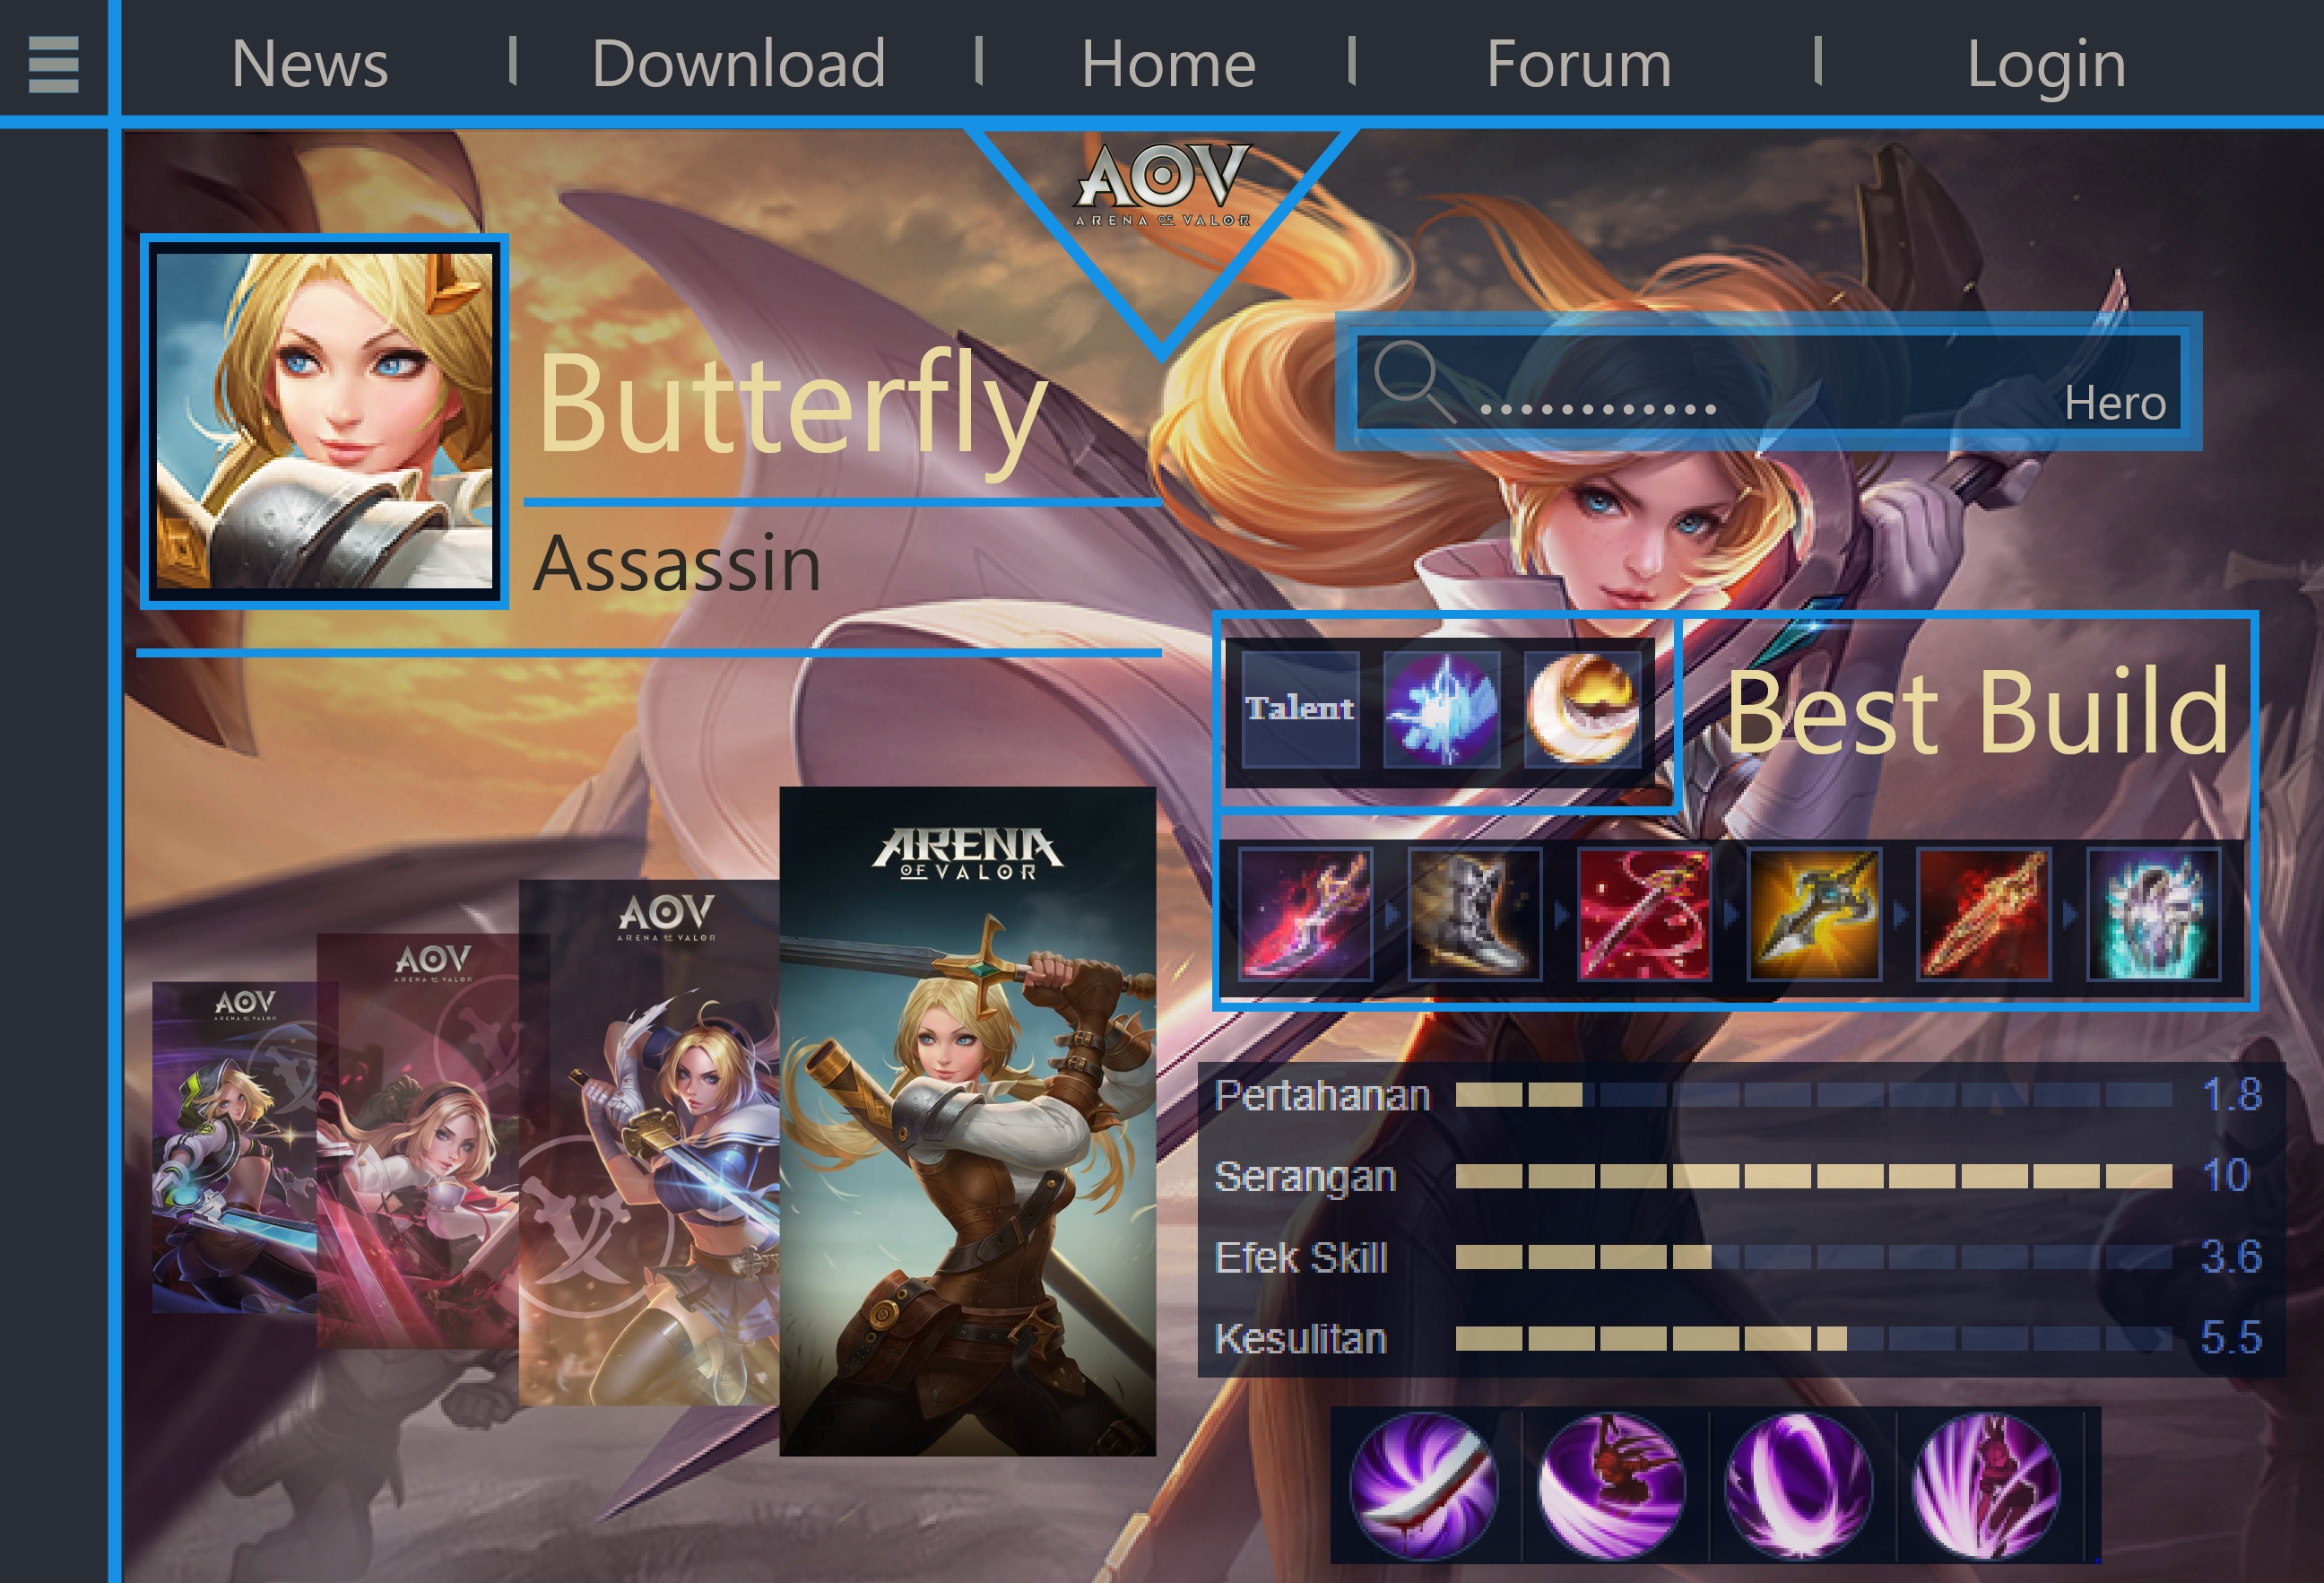 News
Download
Home
Forum
Login
AOV
ARENA OF VALOR
............
Hero
Butterfly
Assassin
Talent
Best Build
ARENA
OF VALOR
AOV
ARENA OF VALOR
AOV
ARENA OF VALOR
AOV
ARENA OF VALOR
Pertahanan 1.8
Serangan 10
Efek Skill 3.6
Kesulitan 5.5